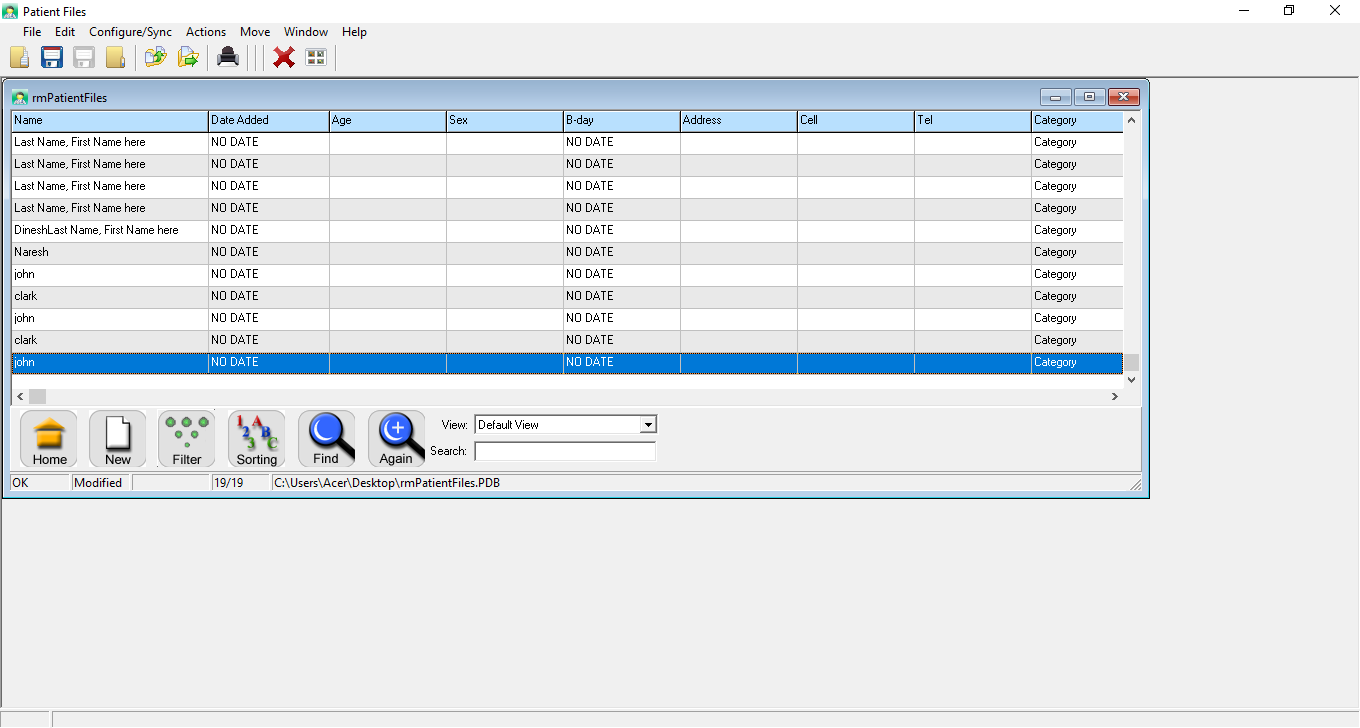 Patient Files
File Edit Configure/Sync Actions Move Window Help
rmPatientFiles
Name Date Added Age Sex B-day Address Cell Tel Category
Last Name, First Name here NO DATE NO DATE Category
Last Name, First Name here NO DATE NO DATE Category
Last Name, First Name here NO DATE NO DATE Category
Last Name, First Name here NO DATE NO DATE Category
DineshLast Name, First Name here NO DATE NO DATE Category
Naresh NO DATE NO DATE Category
john NO DATE NO DATE Category
clark NO DATE NO DATE Category
john NO DATE NO DATE Category
clark NO DATE NO DATE Category
john NO DATE NO DATE Category
View: Default View
Search:
Home New Filter Sorting Find Again
OK Modified 19/19 C:\Users\Acer\Desktop\rmPatientFiles.PDB